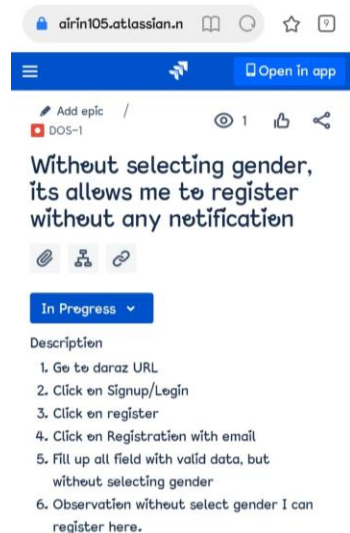 airin105.atlassian.n
9
Open in app
Add epic /
DOS-1
1
Without selecting gender,
its allows me to register
without any notification
In Progress
Description
1. Go to daraz URL
2. Click on Signup/Login
3. Click on register
4. Click on Registration with email
5. Fill up all field with valid data, but
without selecting gender
6. Observation without select gender I can
register here.